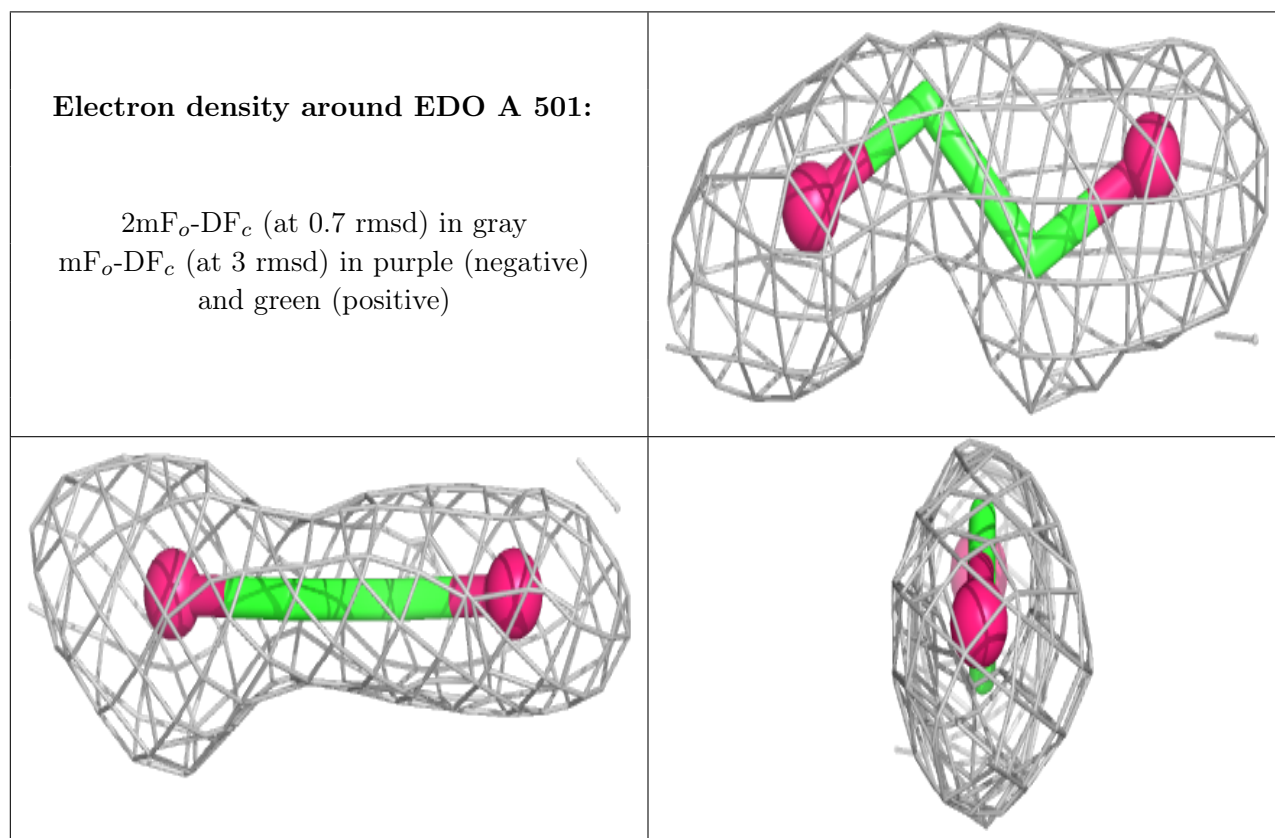 Electron density around EDO A 501:
2mFo-DFc (at 0.7 rmsd) in gray
mFo-DFc (at 3 rmsd) in purple (negative)
and green (positive)